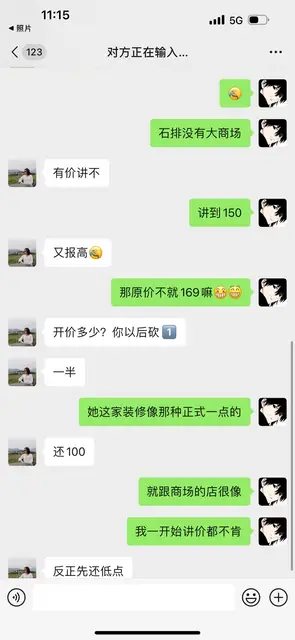 11:15
5G
照片
123
对方正在输入...
石排没有大商场
有价讲不
讲到150
又报高
那原价不就169嘛
开价多少？你以后砍1️⃣
一半
她这家装修像那种正式一点的
还100
就跟商场的店很像
我一开始讲价都不肯
反正先还低点